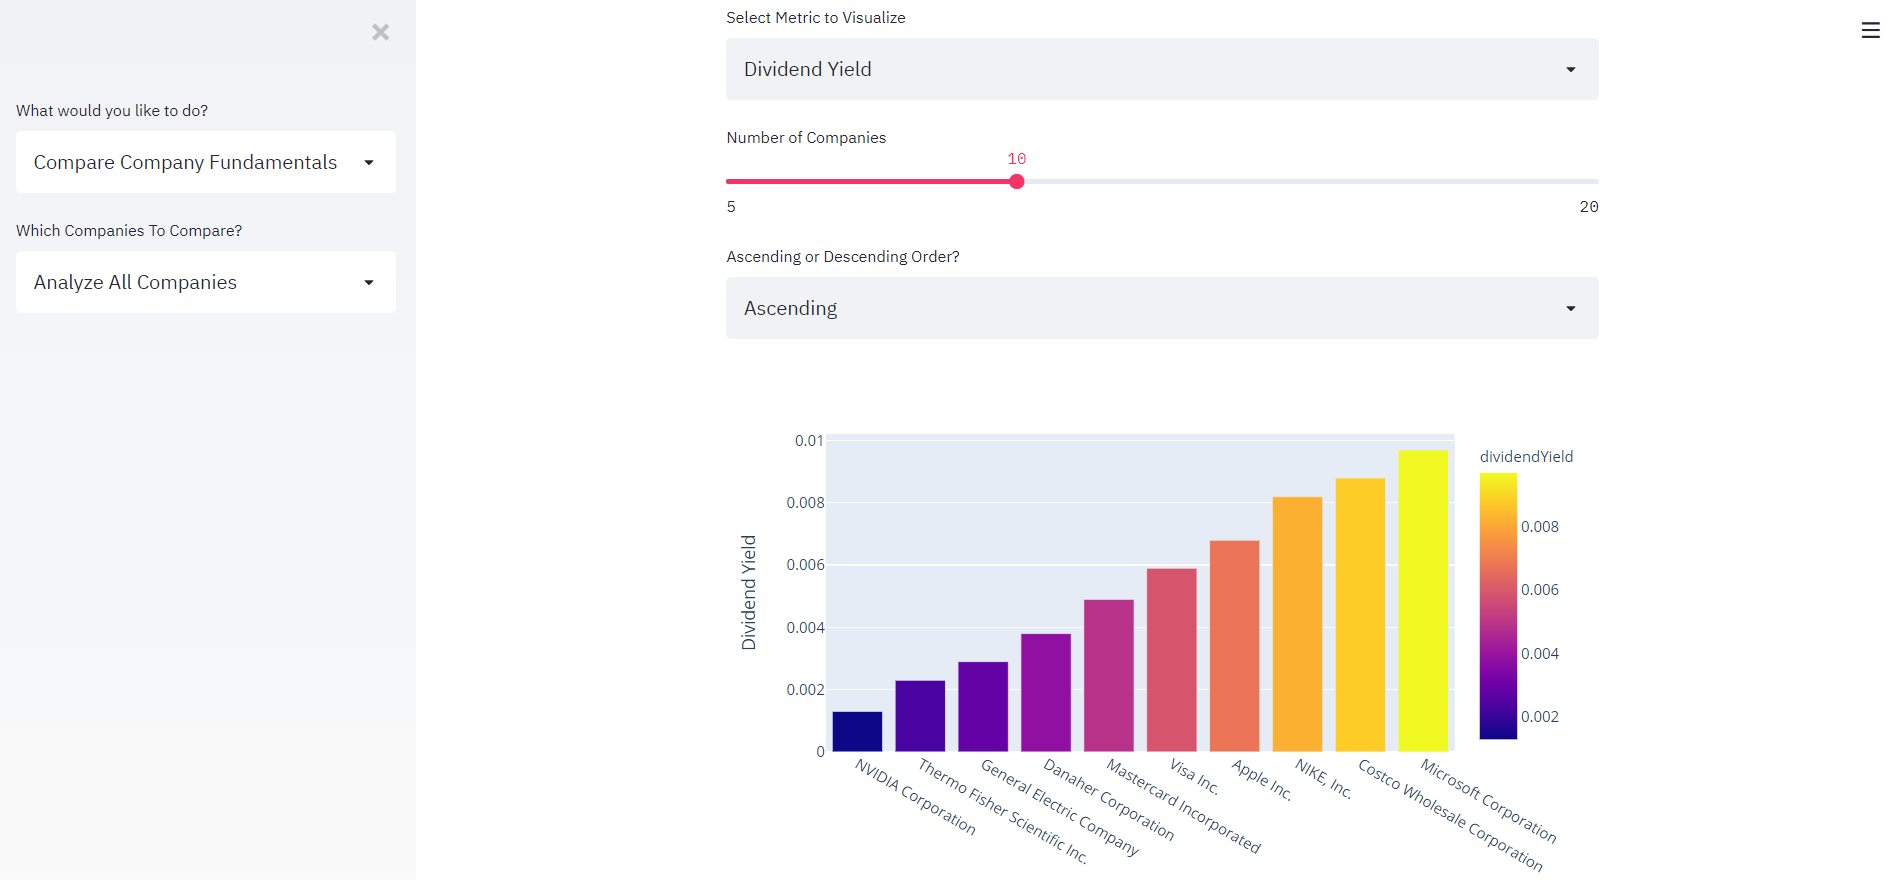 What would you like to do?
Compare Company Fundamentals
Which Companies To Compare?
Analyze All Companies
Select Metric to Visualize
Dividend Yield
Number of Companies
10
5 20
Ascending or Descending Order?
Ascending
Dividend Yield
0.01
0.008
0.006
0.004
0.002
0
NVIDIA Corporation
Thermo Fisher Scientific Inc.
General Electric Company
Danaher Corporation
Mastercard Incorporated
Visa Inc.
Apple Inc.
NIKE, Inc.
Costco Wholesale Corporation
Microsoft Corporation
dividendYield
0.008
0.006
0.004
0.002